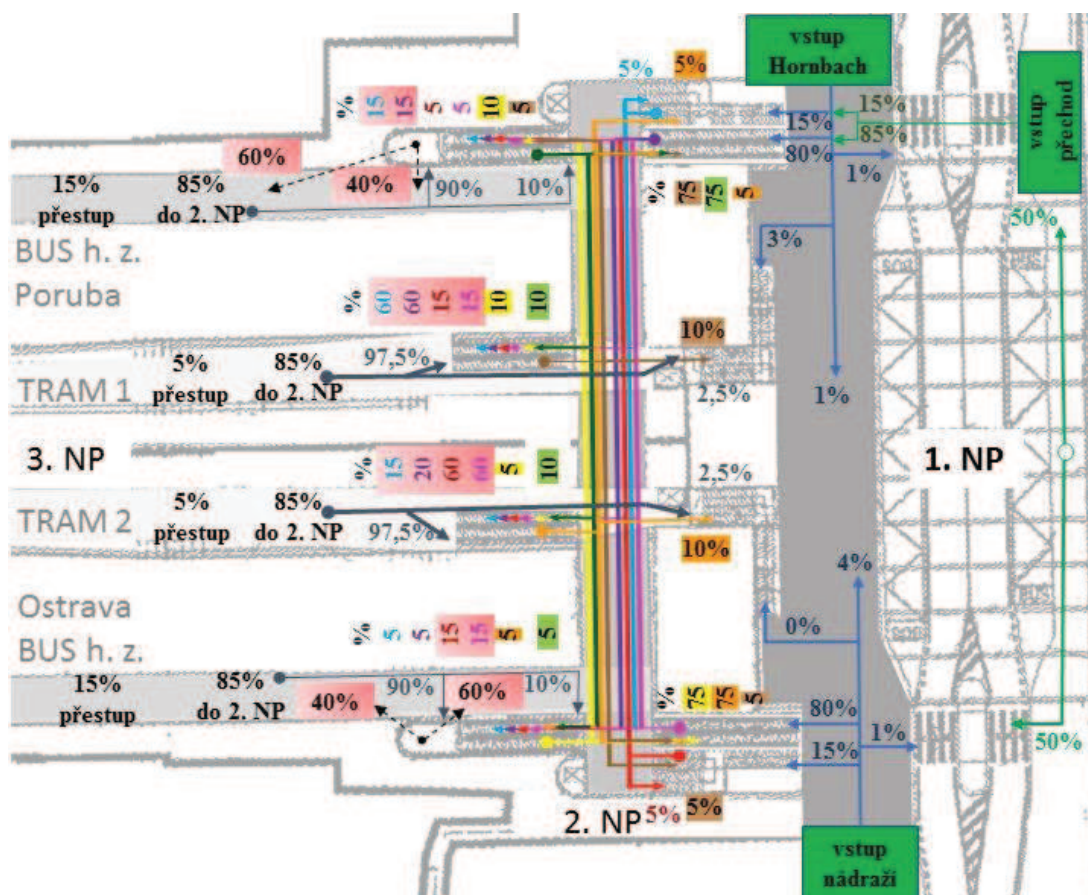 vstup
Hornbach
5%
5%
vstup
přechod
% 15 15 5 5 10 5
15%
15%
85%
80%
1%
60%
40%
90%
10%
15%
přestup
85%
do 2. NP
% 75 75 5
50%
3%
BUS h. z.
Poruba
% 60 60 15 15 10 10
10%
5%
přestup
85%
do 2. NP
97,5%
TRAM 1
2,5%
1%
3. NP
% 15 20 60 60 5 10
2,5%
1. NP
TRAM 2
5%
přestup
85%
do 2. NP
97,5%
10%
4%
Ostrava
BUS h. z.
% 5 5 15 15 5 5
0%
15%
přestup
85%
do 2. NP
40%
90%
60%
10%
% 75 75 5
80%
1%
15%
50%
2. NP
5%
5%
vstup
nádraží